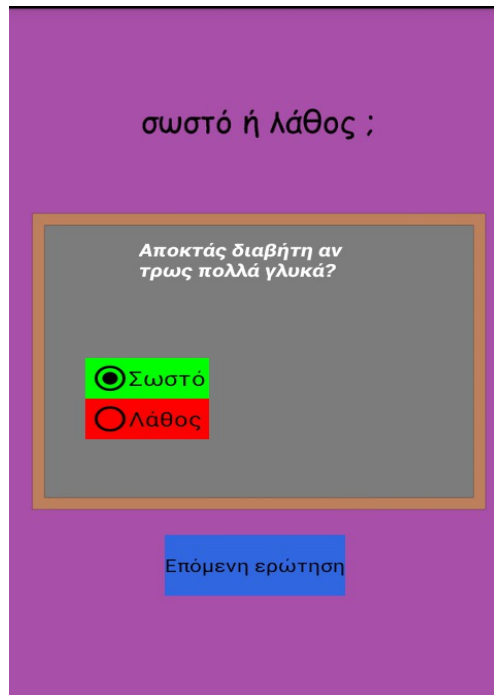 σωστό ή λάθος ;
Αποκτάς διαβήτη αν
τρως πολλά γλυκά?
Σωστό
Λάθος
Επόμενη ερώτηση